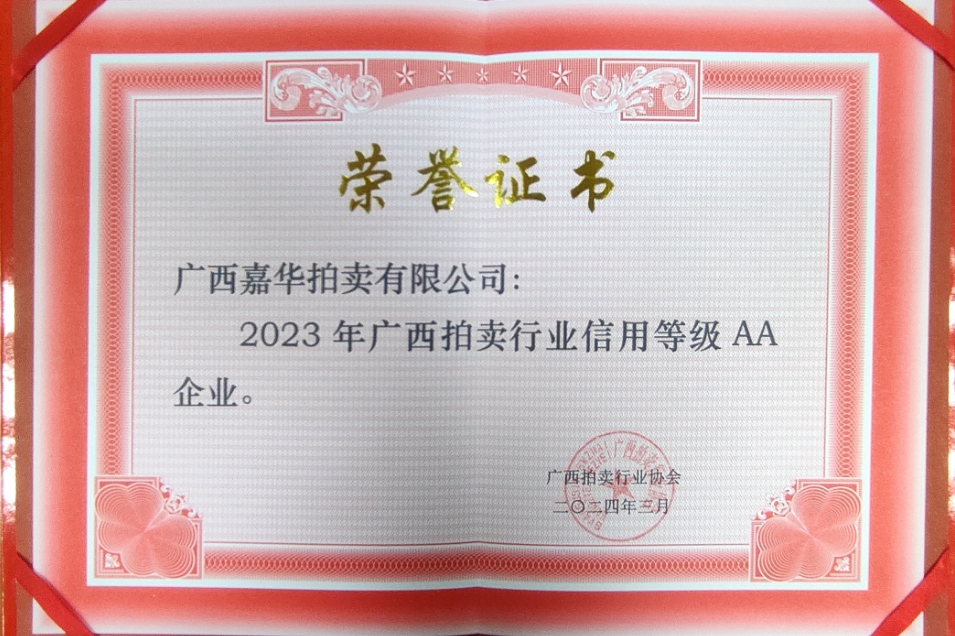 荣誉证书
广西嘉华拍卖有限公司：
2023 年广西拍卖行业信用等级 AA
企业。
广西拍卖行业协会
二〇二四年三月